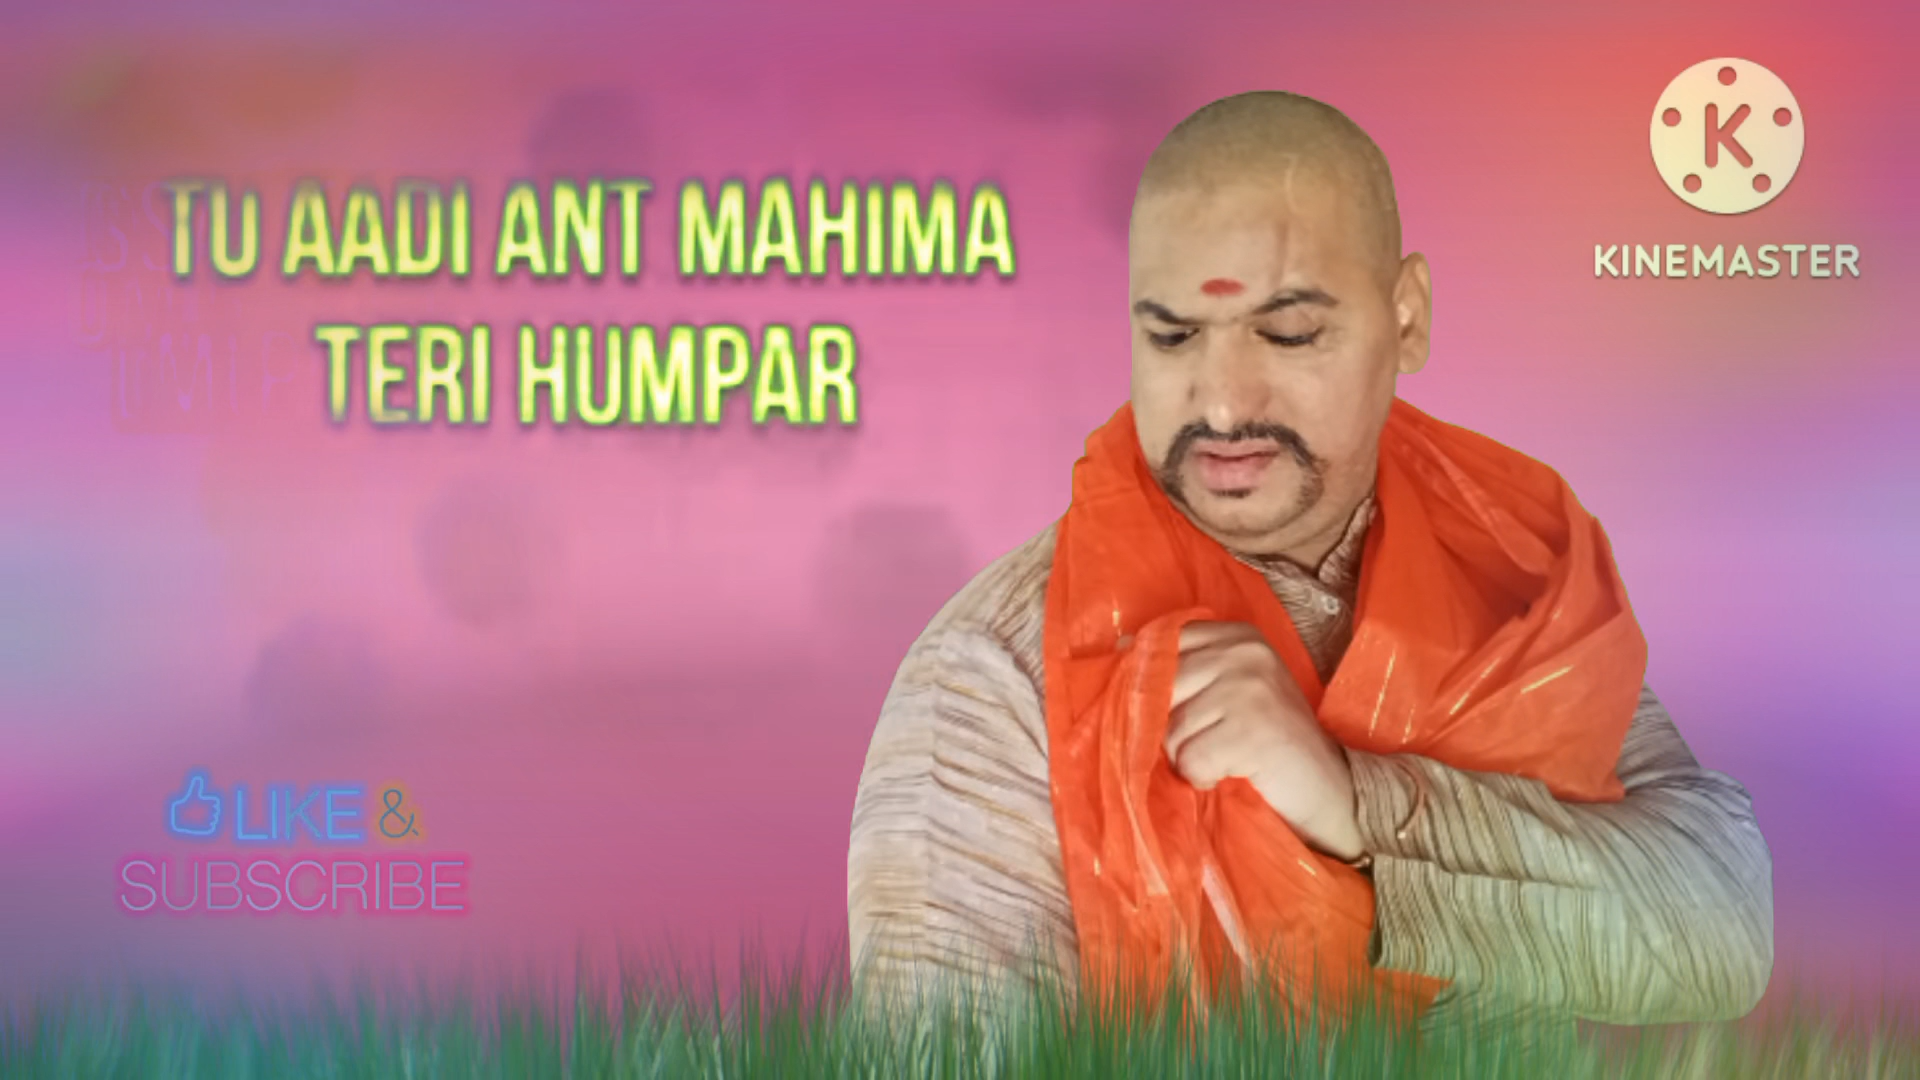 TU AADI ANT MAHIMA
TERI HUMPAR
K
KINEMASTER
LIKE &
SUBSCRIBE